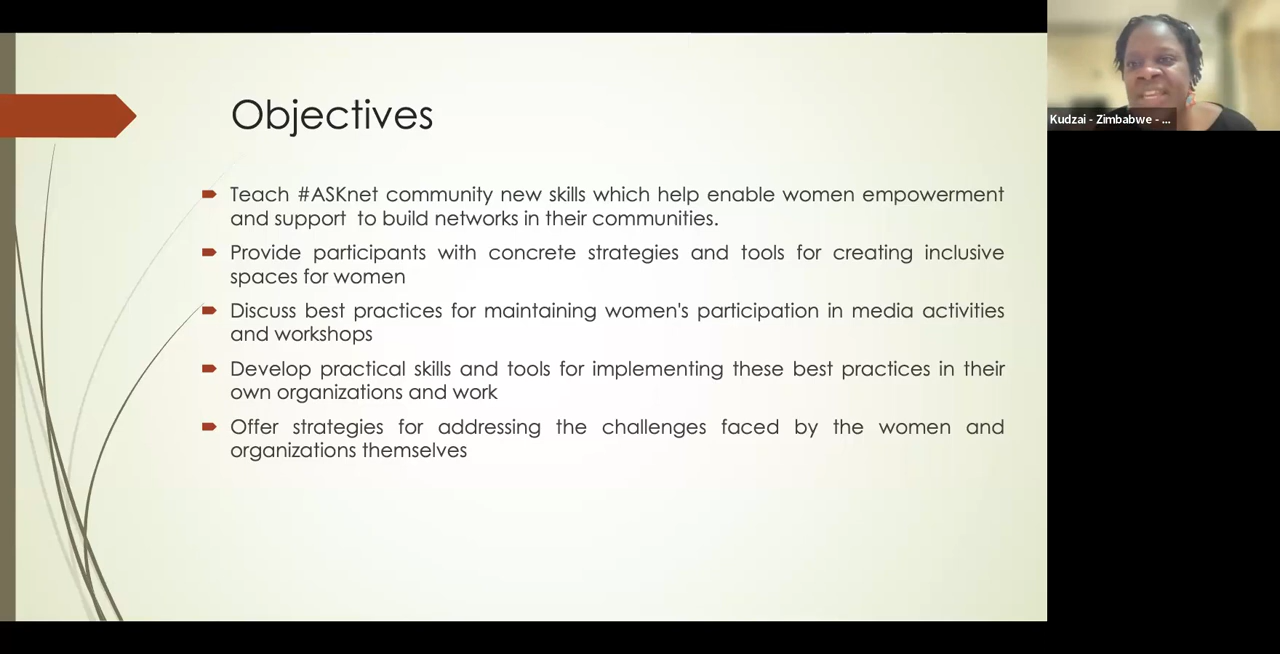 Objectives
Teach #ASKnet community new skills which help enable women empowerment
and support to build networks in their communities.
Provide participants with concrete strategies and tools for creating inclusive
spaces for women
Discuss best practices for maintaining women's participation in media activities
and workshops
Develop practical skills and tools for implementing these best practices in their
own organizations and work
Offer strategies for addressing the challenges faced by the women and
organizations themselves
Kudzai - Zimbabwe - ...